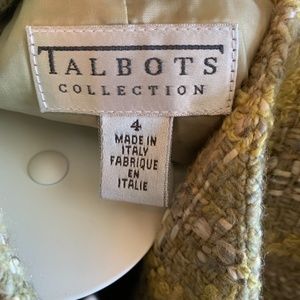 TALBOTS
COLLECTION
4
MADE IN
ITALY
FABRIQUE
EN
ITALIE